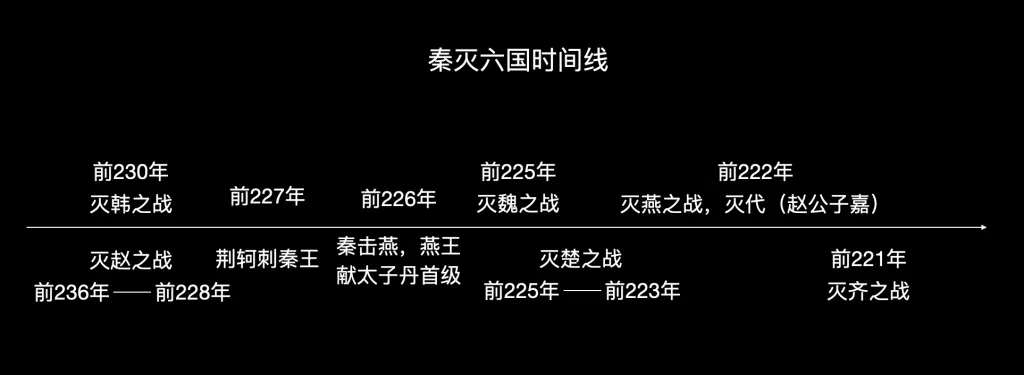 秦灭六国时间线
前230年
灭韩之战
前227年
前226年
前225年
灭魏之战
前222年
灭燕之战，灭代（赵公子嘉）
灭赵之战
前236年——前228年
荆轲刺秦王
秦击燕，燕王
献太子丹首级
灭楚之战
前225年——前223年
前221年
灭齐之战